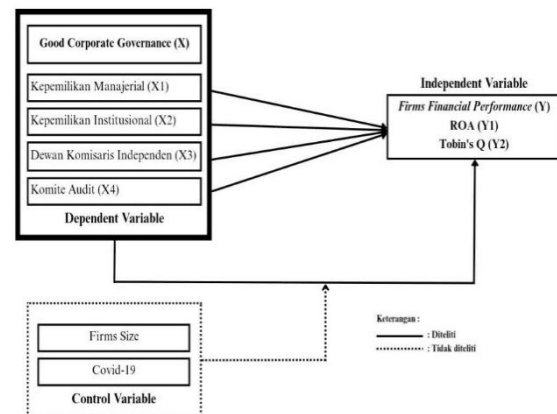 Good Corporate Governance (X)
Kepemilikan Manajerial (X1)
Kepemilikan Institusional (X2)
Dewan Komisaris Independen (X3)
Komite Audit (X4)
Dependent Variable
Independent Variable
Firms Financial Performance (Y)
ROA (Y1)
Tobin's Q (Y2)
Firms Size
Covid-19
Control Variable
Keterangan :
: Diteliti
: Tidak diteliti